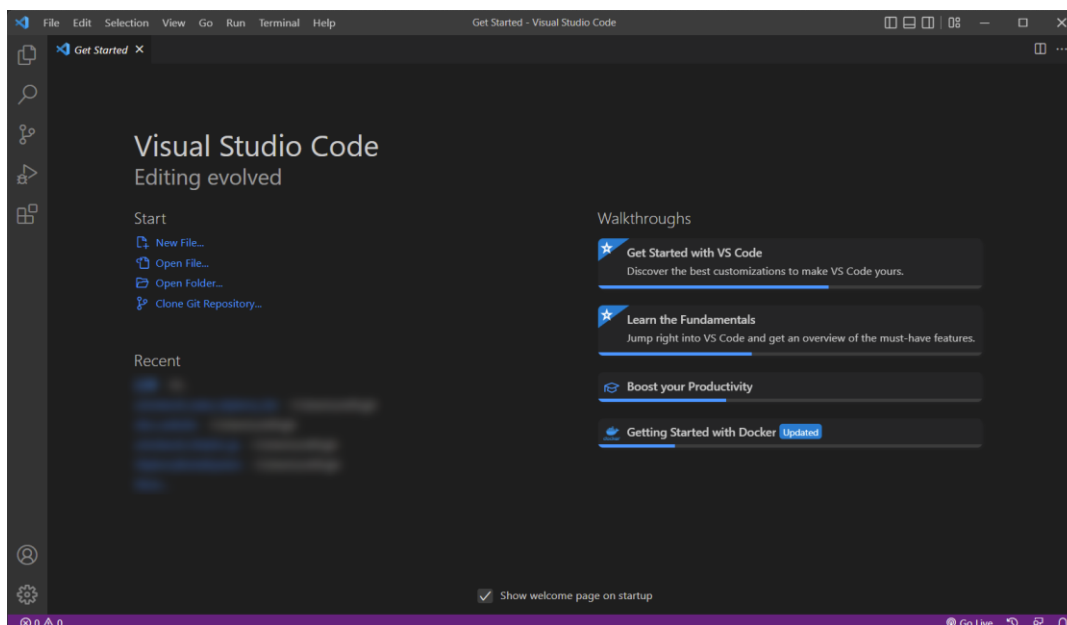 File Edit Selection View Go Run Terminal Help
Get Started - Visual Studio Code
Get Started
Visual Studio Code
Editing evolved
Start
New File...
Open File...
Open Folder...
Clone Git Repository...
Recent
Walkthroughs
Get Started with VS Code
Discover the best customizations to make VS Code yours.
Learn the Fundamentals
Jump right into VS Code and get an overview of the must-have features.
Boost your Productivity
Getting Started with Docker Updated
Show welcome page on startup
0 0
Go Live